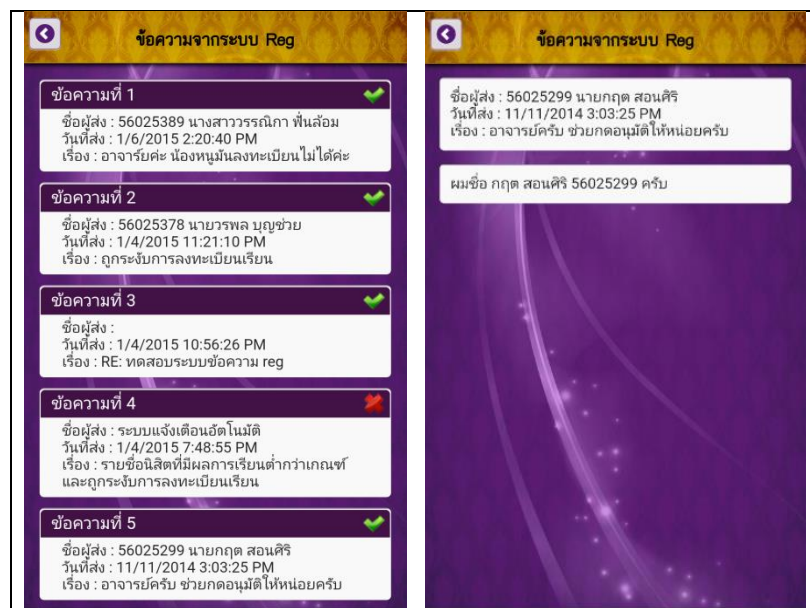 ข้อความจากระบบ Reg
ข้อความที่ 1
ชื่อผู้ส่ง : 56025389 นางสาววรรณิกา ฟื้นล้อม
วันที่ส่ง : 1/6/2015 2:20:40 PM
เรื่อง : อาจาร์ยค่ะ น้องหนูมันลงทะเบียนไม่ได้ค่ะ
ข้อความที่ 2
ชื่อผู้ส่ง : 56025378 นายวรพล บุญช่วย
วันที่ส่ง : 1/4/2015 11:21:10 PM
เรื่อง : ถูกระงับการลงทะเบียนเรียน
ข้อความที่ 3
ชื่อผู้ส่ง :
วันที่ส่ง : 1/4/2015 10:56:26 PM
เรื่อง : RE: ทดสอบระบบข้อความ reg
ข้อความที่ 4
ชื่อผู้ส่ง : ระบบแจ้งเตือนอัตโนมัติ
วันที่ส่ง : 1/4/2015 7:48:55 PM
เรื่อง : รายชื่อนิสิตที่มีผลการเรียนต่ำกว่าเกณฑ์
และถูกระงับการลงทะเบียนเรียน
ข้อความที่ 5
ชื่อผู้ส่ง : 56025299 นายกฤต สอนศิริ
วันที่ส่ง : 11/11/2014 3:03:25 PM
เรื่อง : อาจารย์ครับ ช่วยกดอนุมัติให้หน่อยครับ
ข้อความจากระบบ Reg
ชื่อผู้ส่ง : 56025299 นายกฤต สอนศิริ
วันที่ส่ง : 11/11/2014 3:03:25 PM
เรื่อง : อาจารย์ครับ ช่วยกดอนุมัติให้หน่อยครับ
ผมชื่อ กฤต สอนศิริ 56025299 ครับ